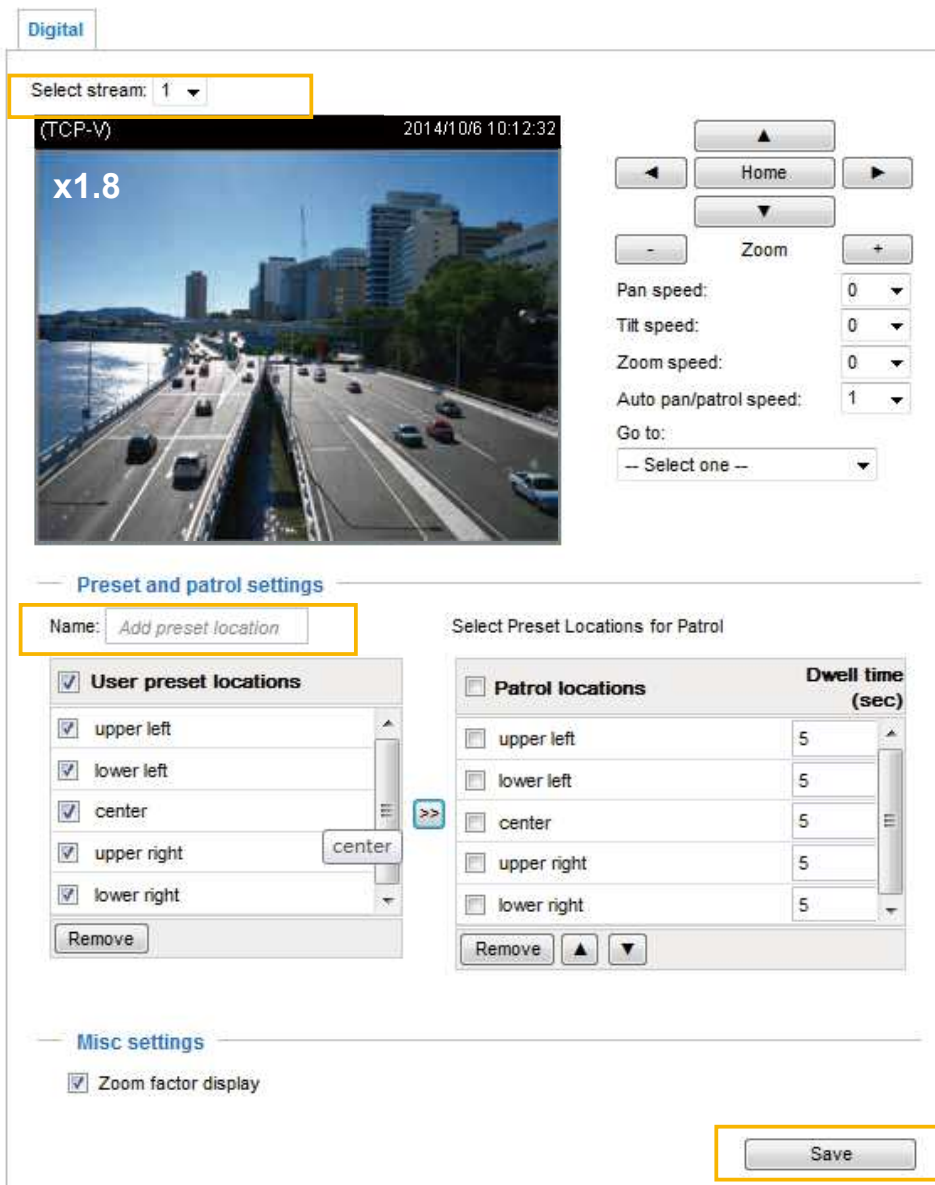 Digital
Select stream: 1
(TCP-V) 2014/10/6 10:12:32
x1.8
Home
- Zoom +
Pan speed: 0
Tilt speed: 0
Zoom speed: 0
Auto pan/patrol speed: 1
Go to:
-- Select one --
Preset and patrol settings
Name: Add preset location
Select Preset Locations for Patrol
User preset locations
upper left
lower left
center
upper right
lower right
center
Remove
>>
Patrol locations Dwell time (sec)
upper left 5
lower left 5
center 5
upper right 5
lower right 5
Remove
Misc settings
Zoom factor display
Save